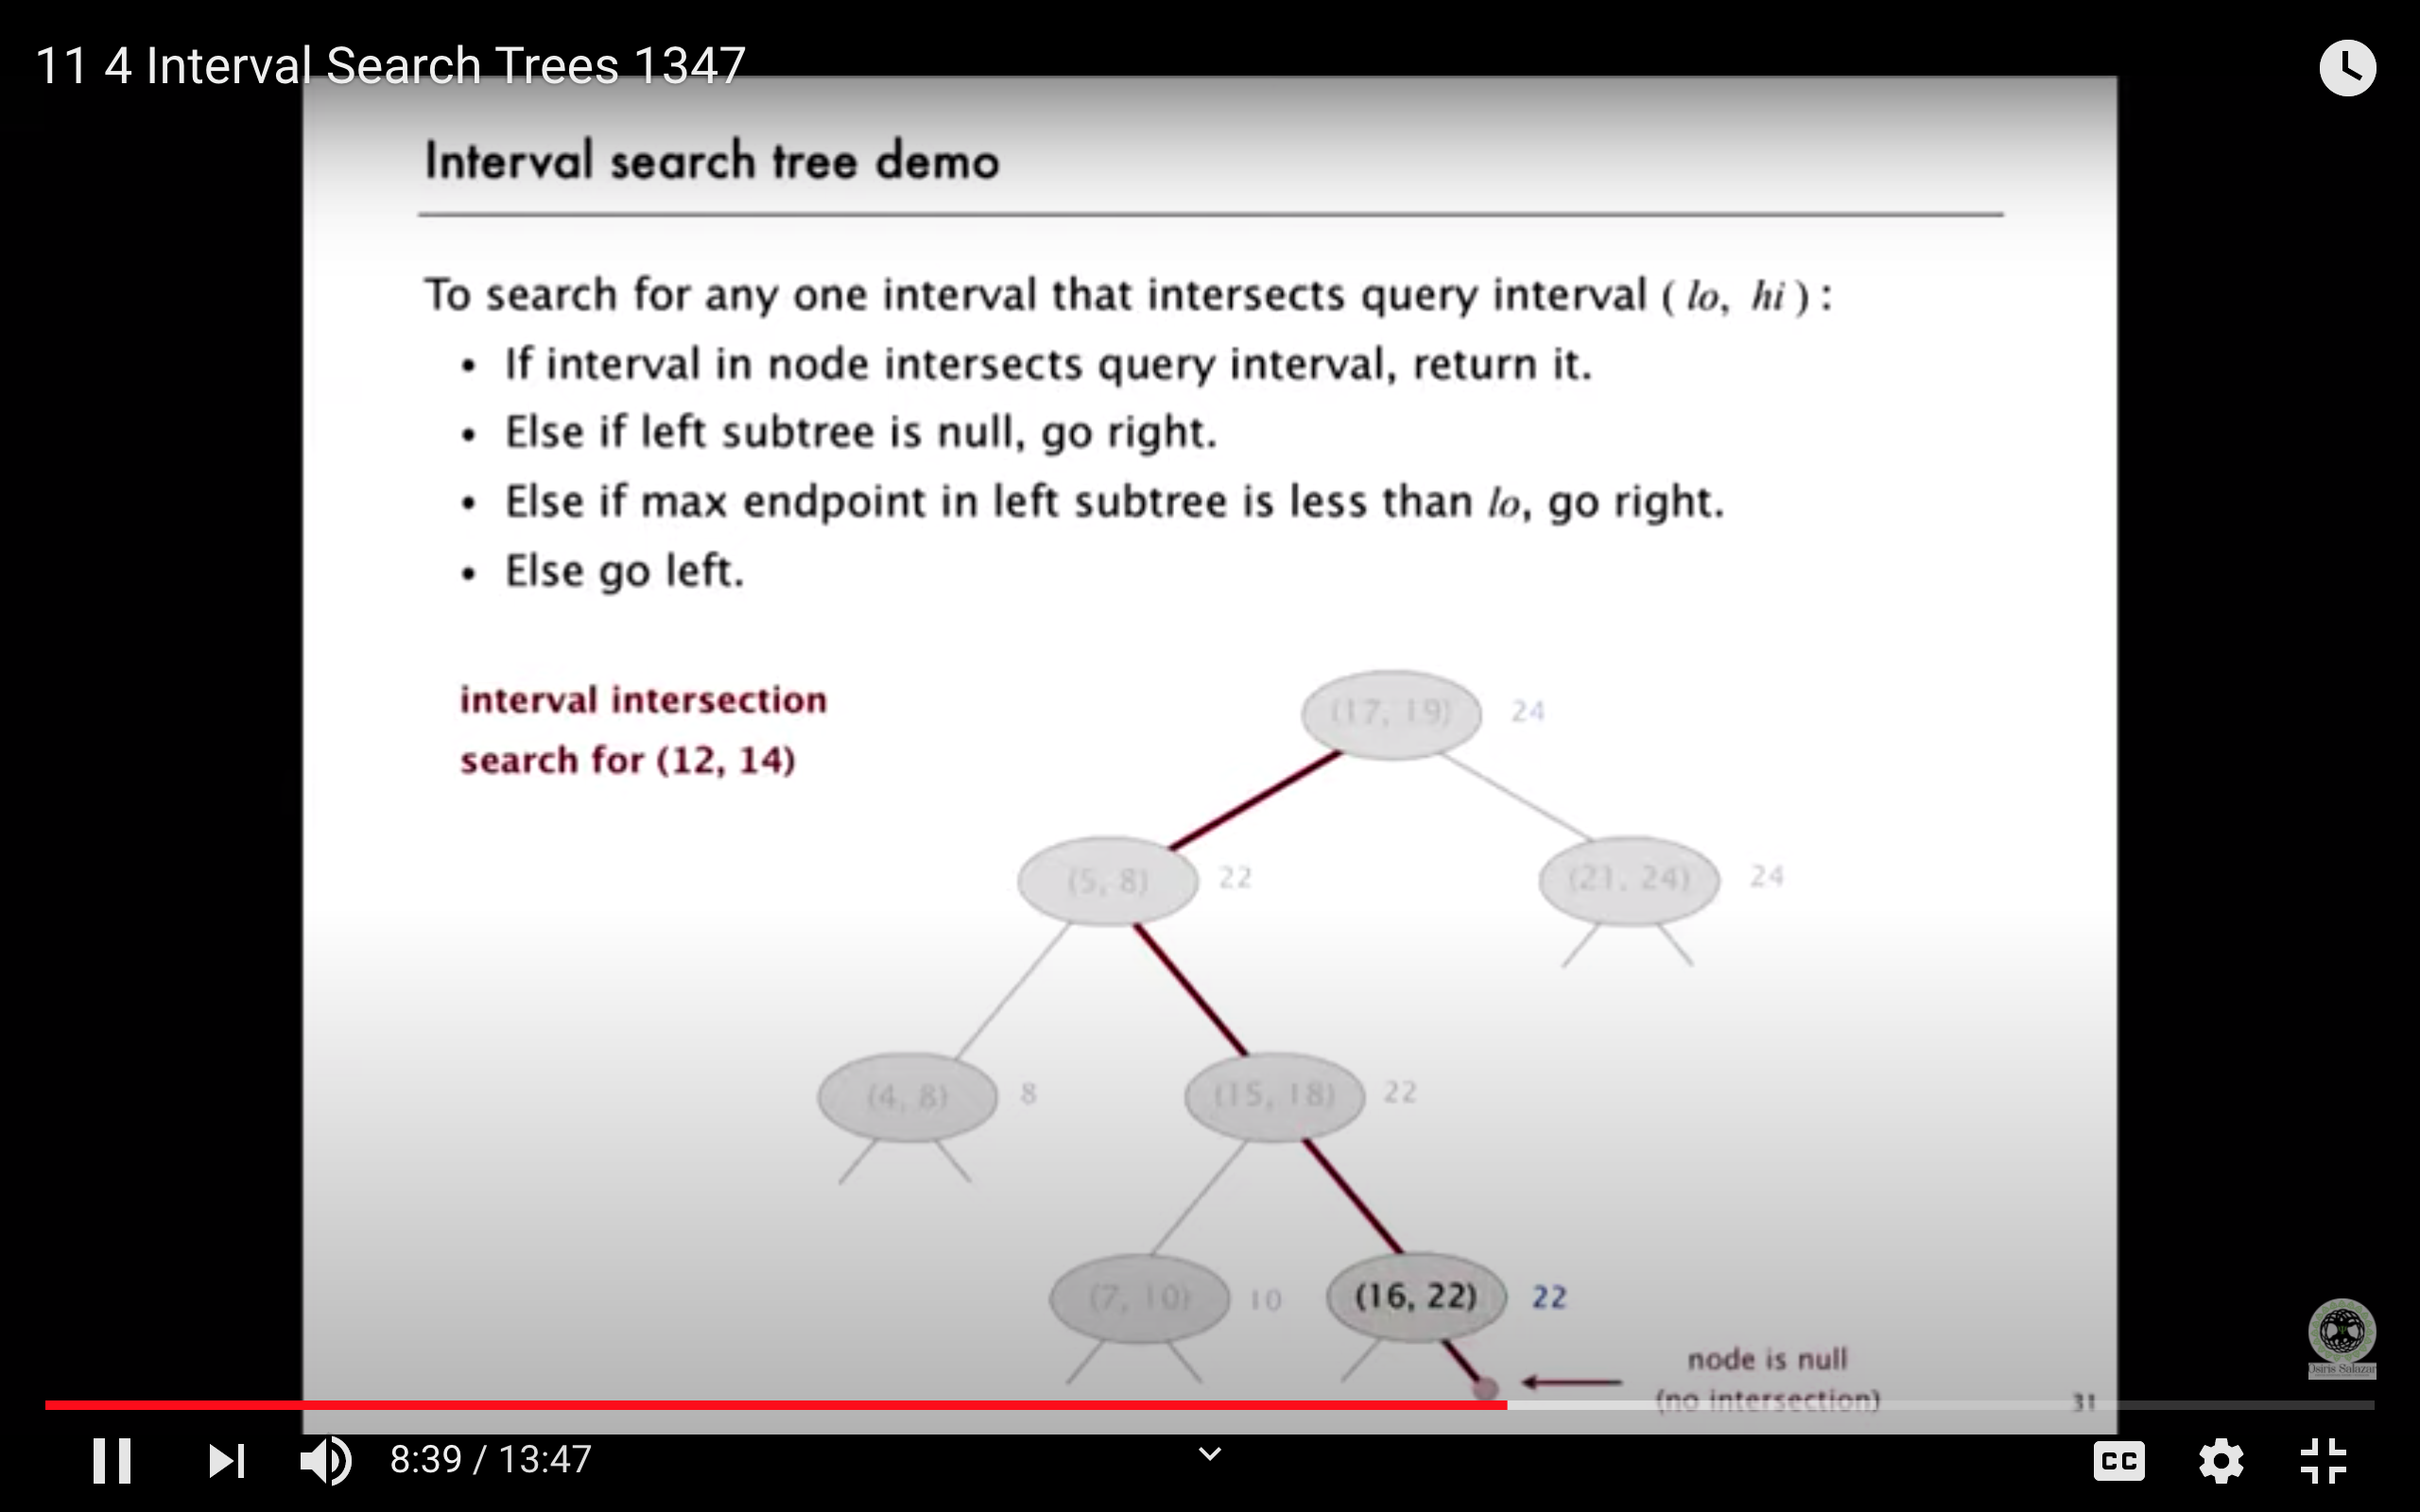 11 4 Interval Search Trees 1347
Interval search tree demo
To search for any one interval that intersects query interval ( lo, hi ) :
• If interval in node intersects query interval, return it.
• Else if left subtree is null, go right.
• Else if max endpoint in left subtree is less than lo, go right.
• Else go left.
interval intersection
search for (12, 14)
(17, 19) 24
(5, 8) 22
(21, 24) 24
(4, 8) 8
(15, 18) 22
(7, 10) 10
(16, 22) 22
node is null
(no intersection)
31
Osiris Salazar
8:39 / 13:47
CC